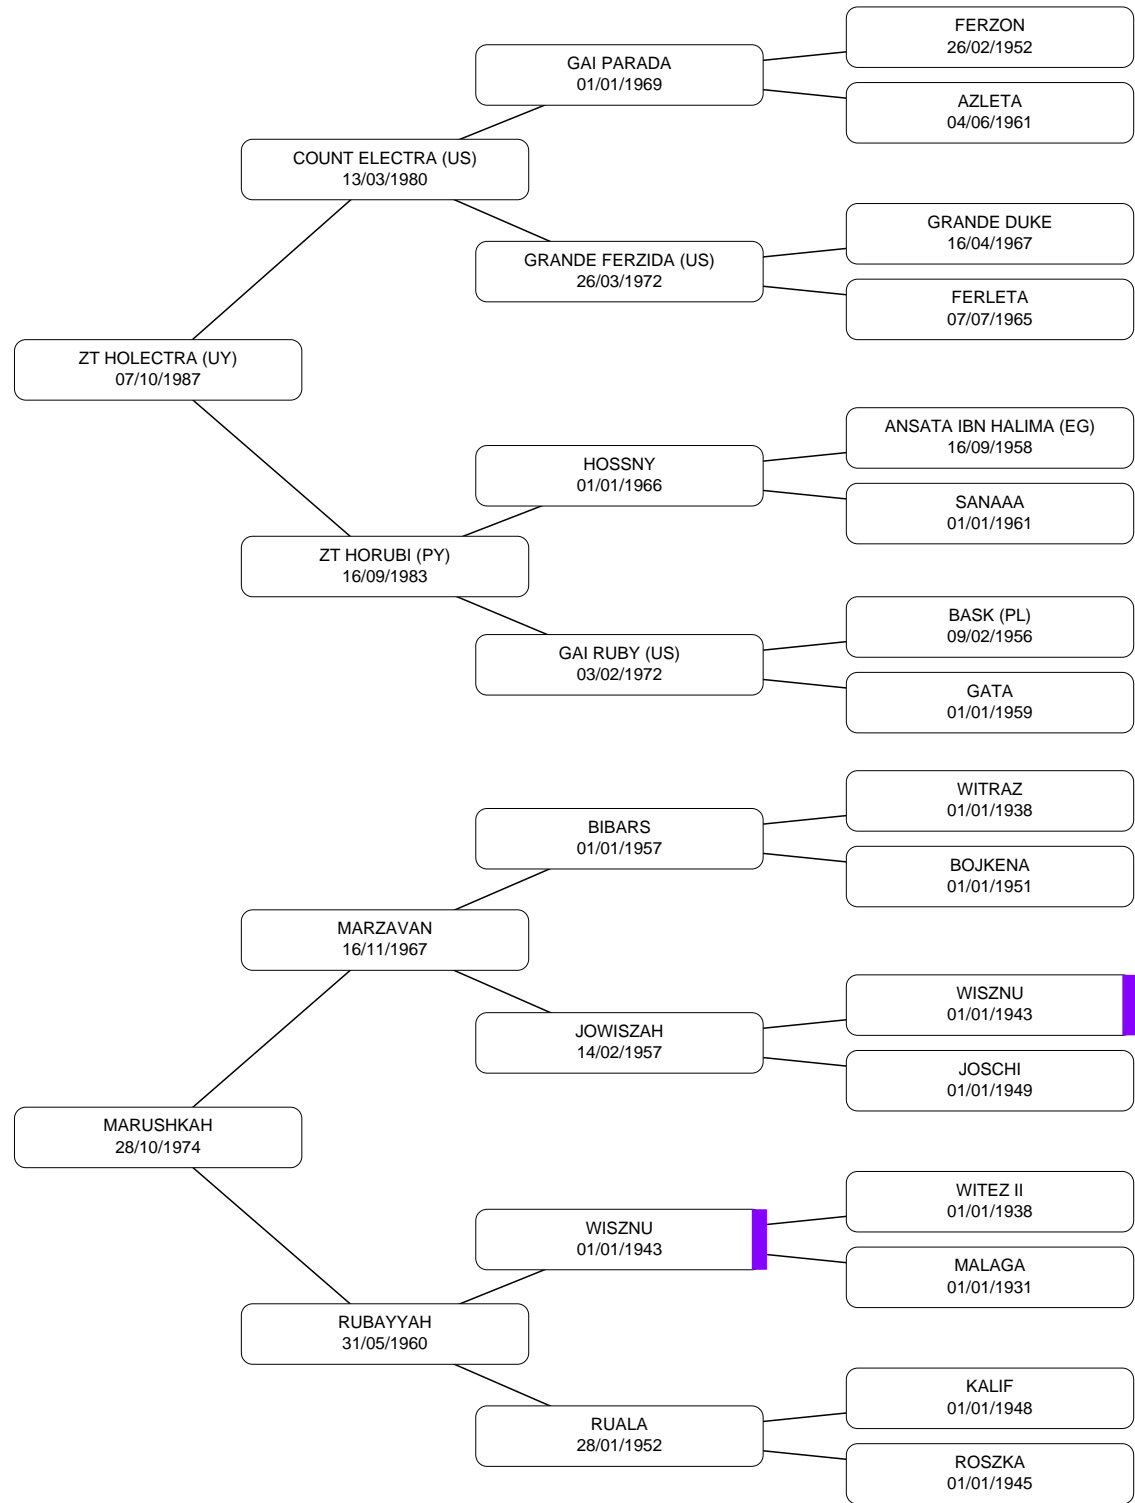 FERZON
26/02/1952
GAI PARADA
01/01/1969
AZLETA
04/06/1961
COUNT ELECTRA (US)
13/03/1980
GRANDE DUKE
16/04/1967
GRANDE FERZIDA (US)
26/03/1972
FERLETA
07/07/1965
ZT HOLECTRA (UY)
07/10/1987
ANSATA IBN HALIMA (EG)
16/09/1958
HOSSNY
01/01/1966
SANAAA
01/01/1961
ZT HORUBI (PY)
16/09/1983
BASK (PL)
09/02/1956
GAI RUBY (US)
03/02/1972
GATA
01/01/1959
WITRAZ
01/01/1938
BIBARS
01/01/1957
BOJKENA
01/01/1951
MARZAVAN
16/11/1967
WISZNU
01/01/1943
JOWISZAH
14/02/1957
JOSCHI
01/01/1949
MARUSHKAH
28/10/1974
WITEZ II
01/01/1938
WISZNU
01/01/1943
MALAGA
01/01/1931
RUBAYYAH
31/05/1960
KALIF
01/01/1948
RUALA
28/01/1952
ROSZKA
01/01/1945